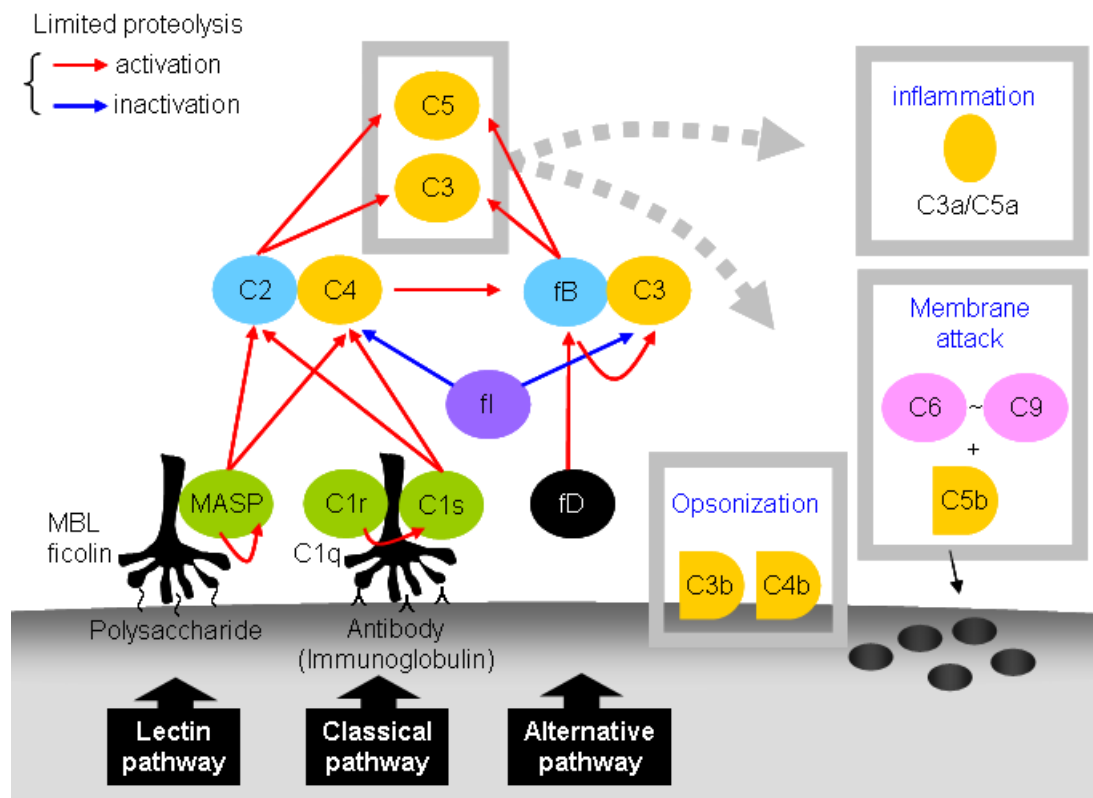 Limited proteolysis
{
activation
inactivation
C5
C3
inflammation
C3a/C5a
C2
C4
fB
C3
Membrane
attack
C6
~
C9
+
C5b
fI
MASP
C1r
C1s
fD
MBL
ficolin
C1q
Opsonization
C3b
C4b
Polysaccharide
Antibody
(Immunoglobulin)
Lectin
pathway
Classical
pathway
Alternative
pathway